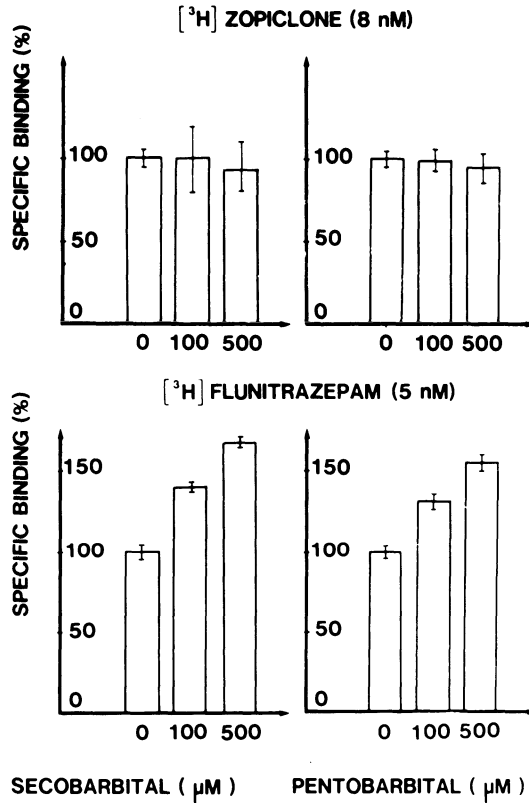 [³H] ZOPICLONE (8 nM)
SPECIFIC BINDING (%)
100
50
0
0 100 500
100
50
0
0 100 500
[³H] FLUNITRAZEPAM (5 nM)
SPECIFIC BINDING (%)
150
100
50
0
0 100 500
150
100
50
0
0 100 500
SECOBARBITAL ( µM )
PENTOBARBITAL ( µM )